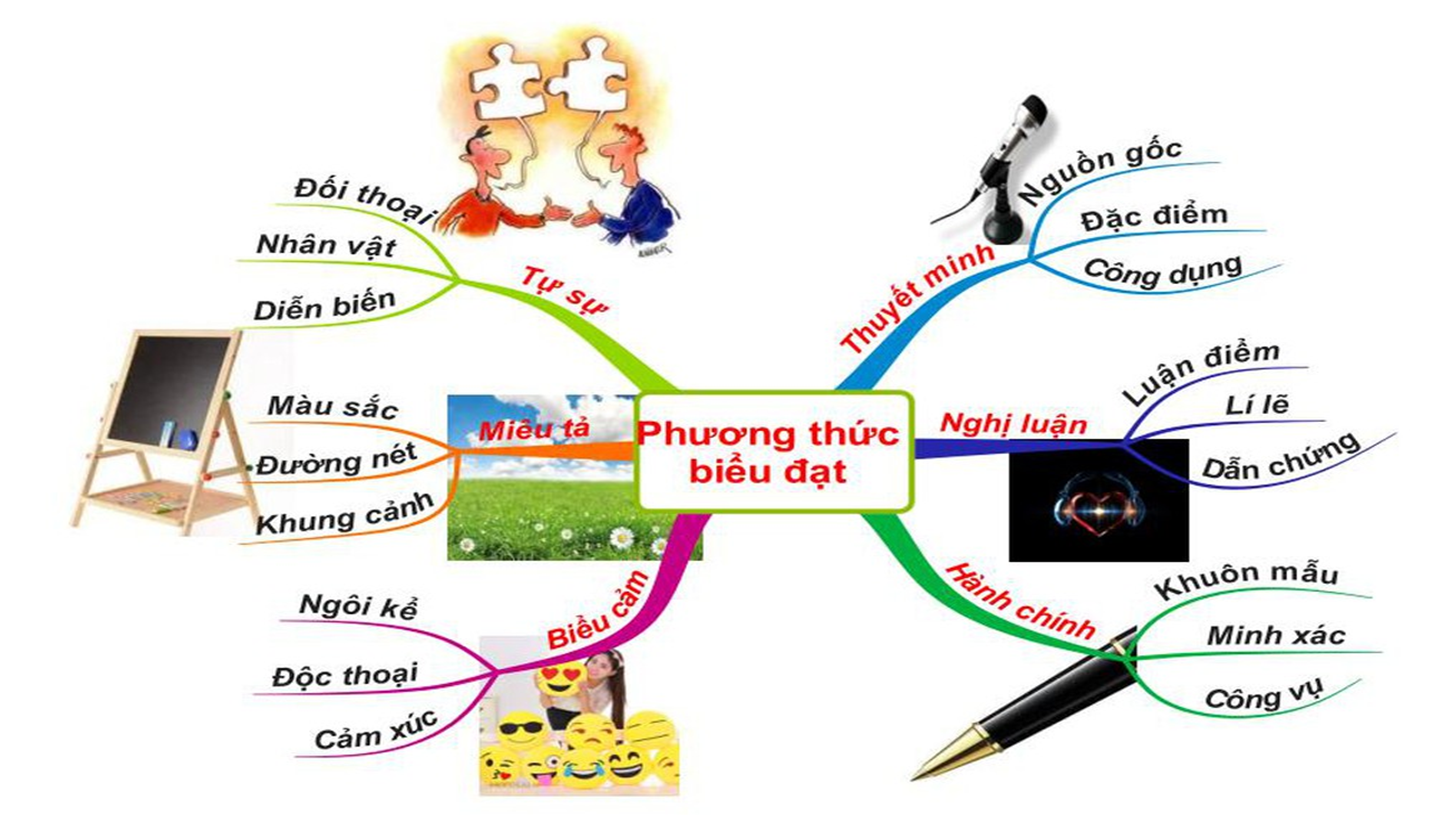 Phương thức
biểu đạt
Tự sự
Đối thoại
Nhân vật
Diễn biến
Miêu tả
Màu sắc
Đường nét
Khung cảnh
Biểu cảm
Ngôi kể
Độc thoại
Cảm xúc
Thuyết minh
Nguồn gốc
Đặc điểm
Công dụng
Nghị luận
Luận điểm
Lí lẽ
Dẫn chứng
Hành chính
Khuôn mẫu
Minh xác
Công vụ